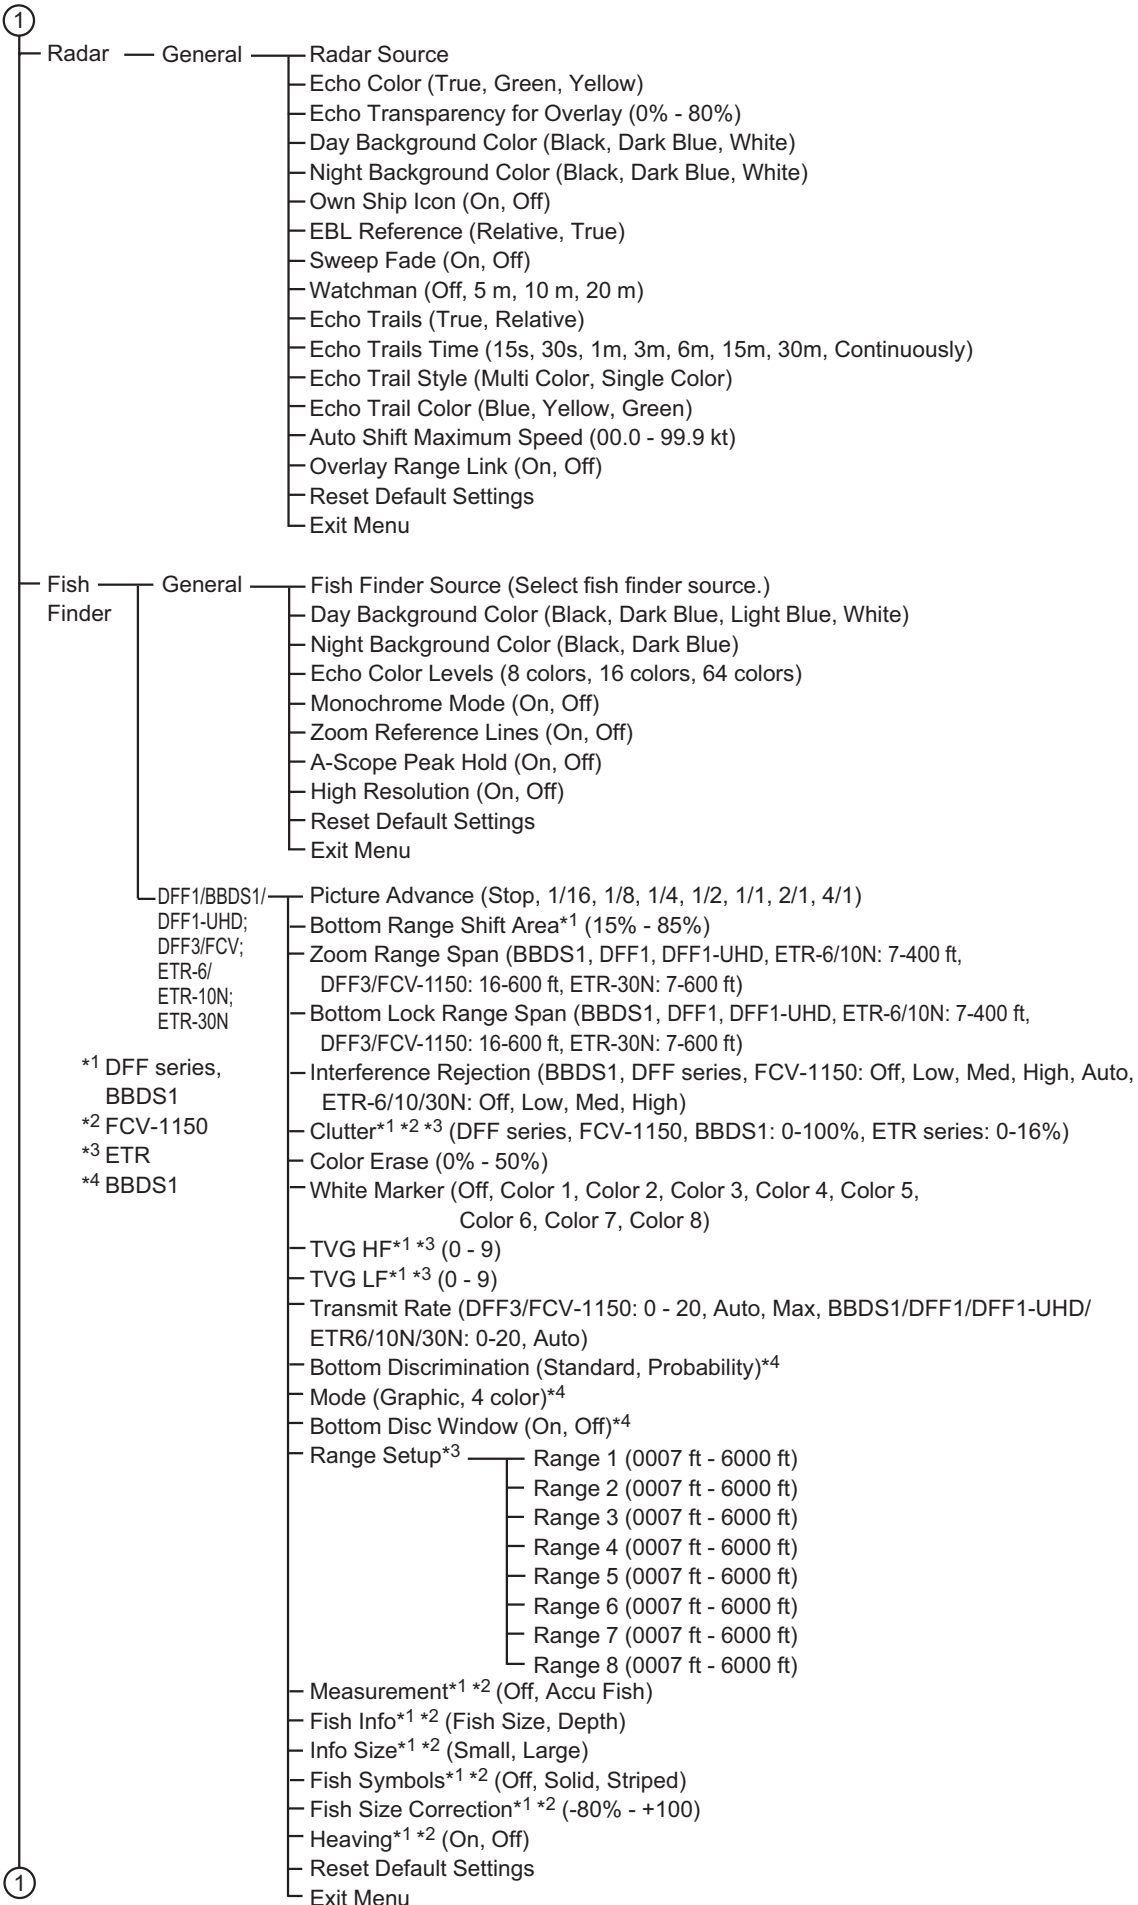 1
Radar
General
Radar Source
Echo Color (True, Green, Yellow)
Echo Transparency for Overlay (0% - 80%)
Day Background Color (Black, Dark Blue, White)
Night Background Color (Black, Dark Blue, White)
Own Ship Icon (On, Off)
EBL Reference (Relative, True)
Sweep Fade (On, Off)
Watchman (Off, 5 m, 10 m, 20 m)
Echo Trails (True, Relative)
Echo Trails Time (15s, 30s, 1m, 3m, 6m, 15m, 30m, Continuously)
Echo Trail Style (Multi Color, Single Color)
Echo Trail Color (Blue, Yellow, Green)
Auto Shift Maximum Speed (00.0 - 99.9 kt)
Overlay Range Link (On, Off)
Reset Default Settings
Exit Menu
Fish
Finder
General
Fish Finder Source (Select fish finder source.)
Day Background Color (Black, Dark Blue, Light Blue, White)
Night Background Color (Black, Dark Blue)
Echo Color Levels (8 colors, 16 colors, 64 colors)
Monochrome Mode (On, Off)
Zoom Reference Lines (On, Off)
A-Scope Peak Hold (On, Off)
High Resolution (On, Off)
Reset Default Settings
Exit Menu
DFF1/BBDS1/
DFF1-UHD;
DFF3/FCV;
ETR-6/
ETR-10N;
ETR-30N
*1 DFF series,
BBDS1
*2 FCV-1150
*3 ETR
*4 BBDS1
Picture Advance (Stop, 1/16, 1/8, 1/4, 1/2, 1/1, 2/1, 4/1)
Bottom Range Shift Area*1 (15% - 85%)
Zoom Range Span (BBDS1, DFF1, DFF1-UHD, ETR-6/10N: 7-400 ft,
DFF3/FCV-1150: 16-600 ft, ETR-30N: 7-600 ft)
Bottom Lock Range Span (BBDS1, DFF1, DFF1-UHD, ETR-6/10N: 7-400 ft,
DFF3/FCV-1150: 16-600 ft, ETR-30N: 7-600 ft)
Interference Rejection (BBDS1, DFF series, FCV-1150: Off, Low, Med, High, Auto,
ETR-6/10/30N: Off, Low, Med, High)
Clutter*1 *2 *3 (DFF series, FCV-1150, BBDS1: 0-100%, ETR series: 0-16%)
Color Erase (0% - 50%)
White Marker (Off, Color 1, Color 2, Color 3, Color 4, Color 5,
Color 6, Color 7, Color 8)
TVG HF*1 *3 (0 - 9)
TVG LF*1 *3 (0 - 9)
Transmit Rate (DFF3/FCV-1150: 0 - 20, Auto, Max, BBDS1/DFF1/DFF1-UHD/
ETR6/10N/30N: 0-20, Auto)
Bottom Discrimination (Standard, Probability)*4
Mode (Graphic, 4 color)*4
Bottom Disc Window (On, Off)*4
Range Setup*3
Range 1 (0007 ft - 6000 ft)
Range 2 (0007 ft - 6000 ft)
Range 3 (0007 ft - 6000 ft)
Range 4 (0007 ft - 6000 ft)
Range 5 (0007 ft - 6000 ft)
Range 6 (0007 ft - 6000 ft)
Range 7 (0007 ft - 6000 ft)
Range 8 (0007 ft - 6000 ft)
Measurement*1 *2 (Off, Accu Fish)
Fish Info*1 *2 (Fish Size, Depth)
Info Size*1 *2 (Small, Large)
Fish Symbols*1 *2 (Off, Solid, Striped)
Fish Size Correction*1 *2 (-80% - +100)
Heaving*1 *2 (On, Off)
Reset Default Settings
Exit Menu
1